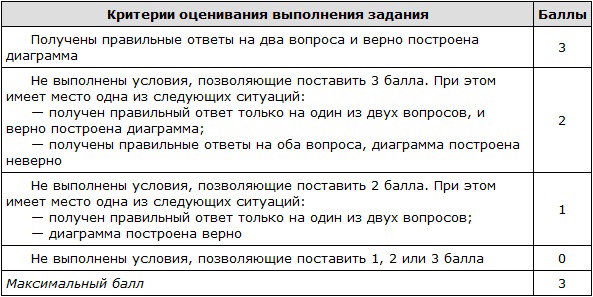 Критерии оценивания выполнения задания Баллы
Получены правильные ответы на два вопроса и верно построена
диаграмма
3
Не выполнены условия, позволяющие поставить 3 балла. При этом
имеет место одна из следующих ситуаций:
— получен правильный ответ только на один из двух вопросов, и
верно построена диаграмма;
— получены правильные ответы на оба вопроса, диаграмма построена
неверно
2
Не выполнены условия, позволяющие поставить 2 балла. При этом
имеет место одна из следующих ситуаций:
— получен правильный ответ только на один из двух вопросов;
— диаграмма построена верно
1
Не выполнены условия, позволяющие поставить 1, 2 или 3 балла 0
Максимальный балл 3